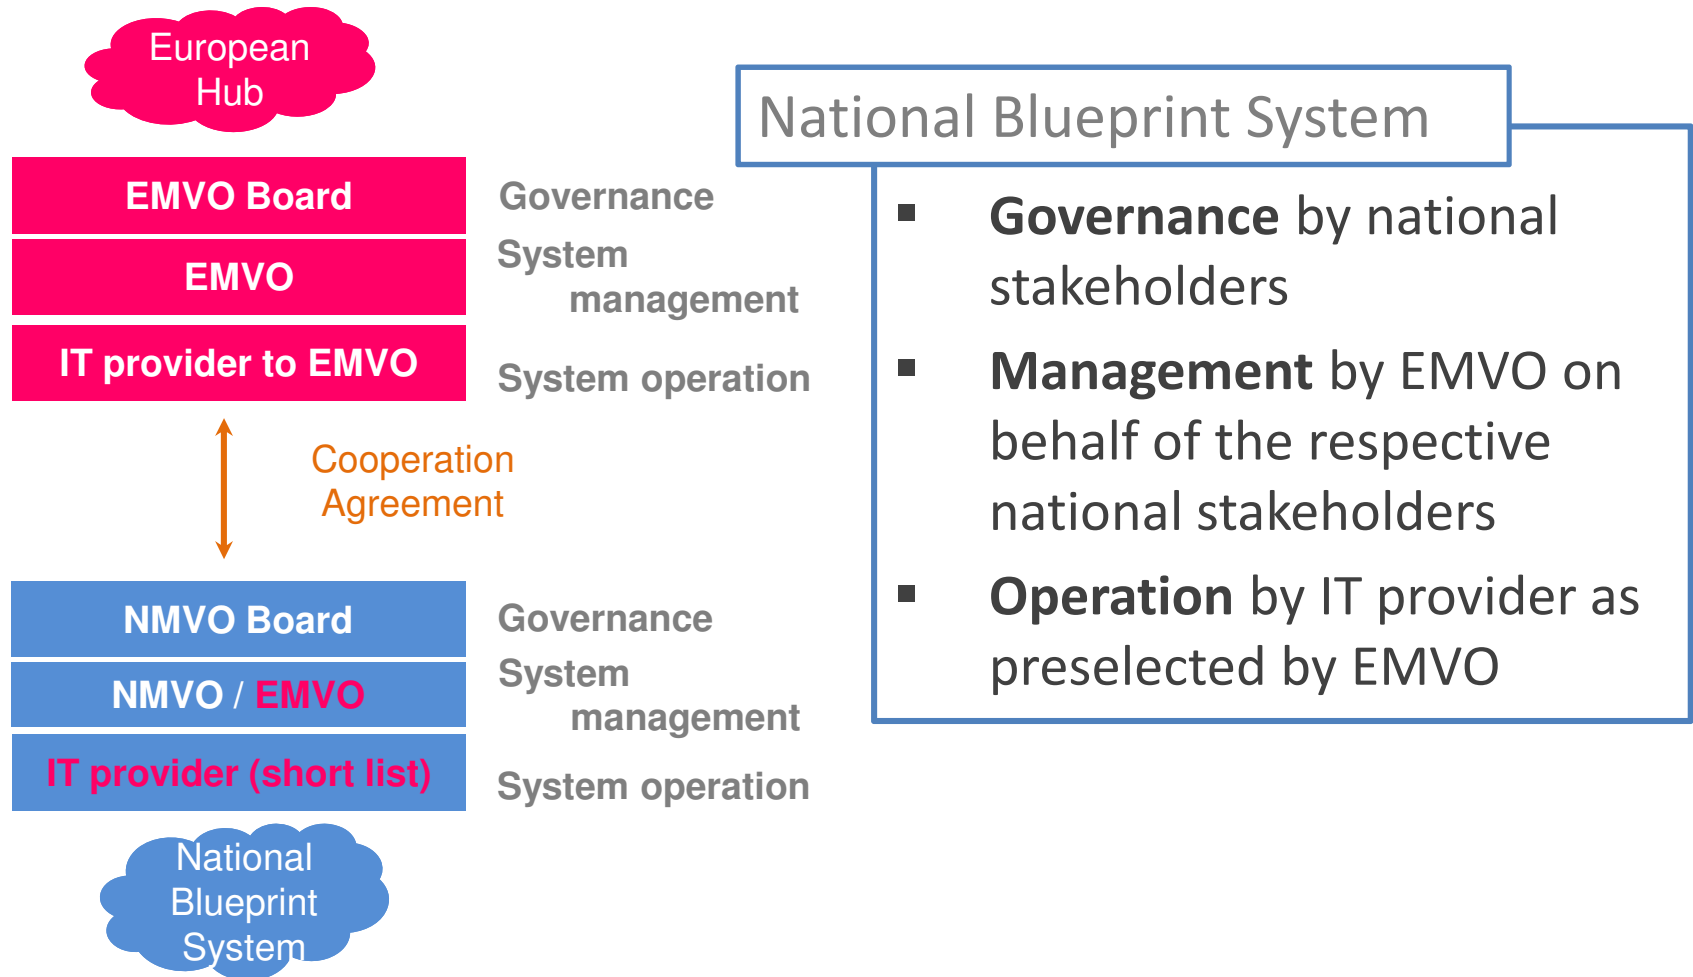 European
Hub
EMVO Board
Governance
EMVO
System
management
IT provider to EMVO
System operation
Cooperation
Agreement
NMVO Board
Governance
NMVO / EMVO
System
management
IT provider (short list)
System operation
National
Blueprint
System
National Blueprint System
▪ Governance by national
stakeholders
▪ Management by EMVO on
behalf of the respective
national stakeholders
▪ Operation by IT provider as
preselected by EMVO